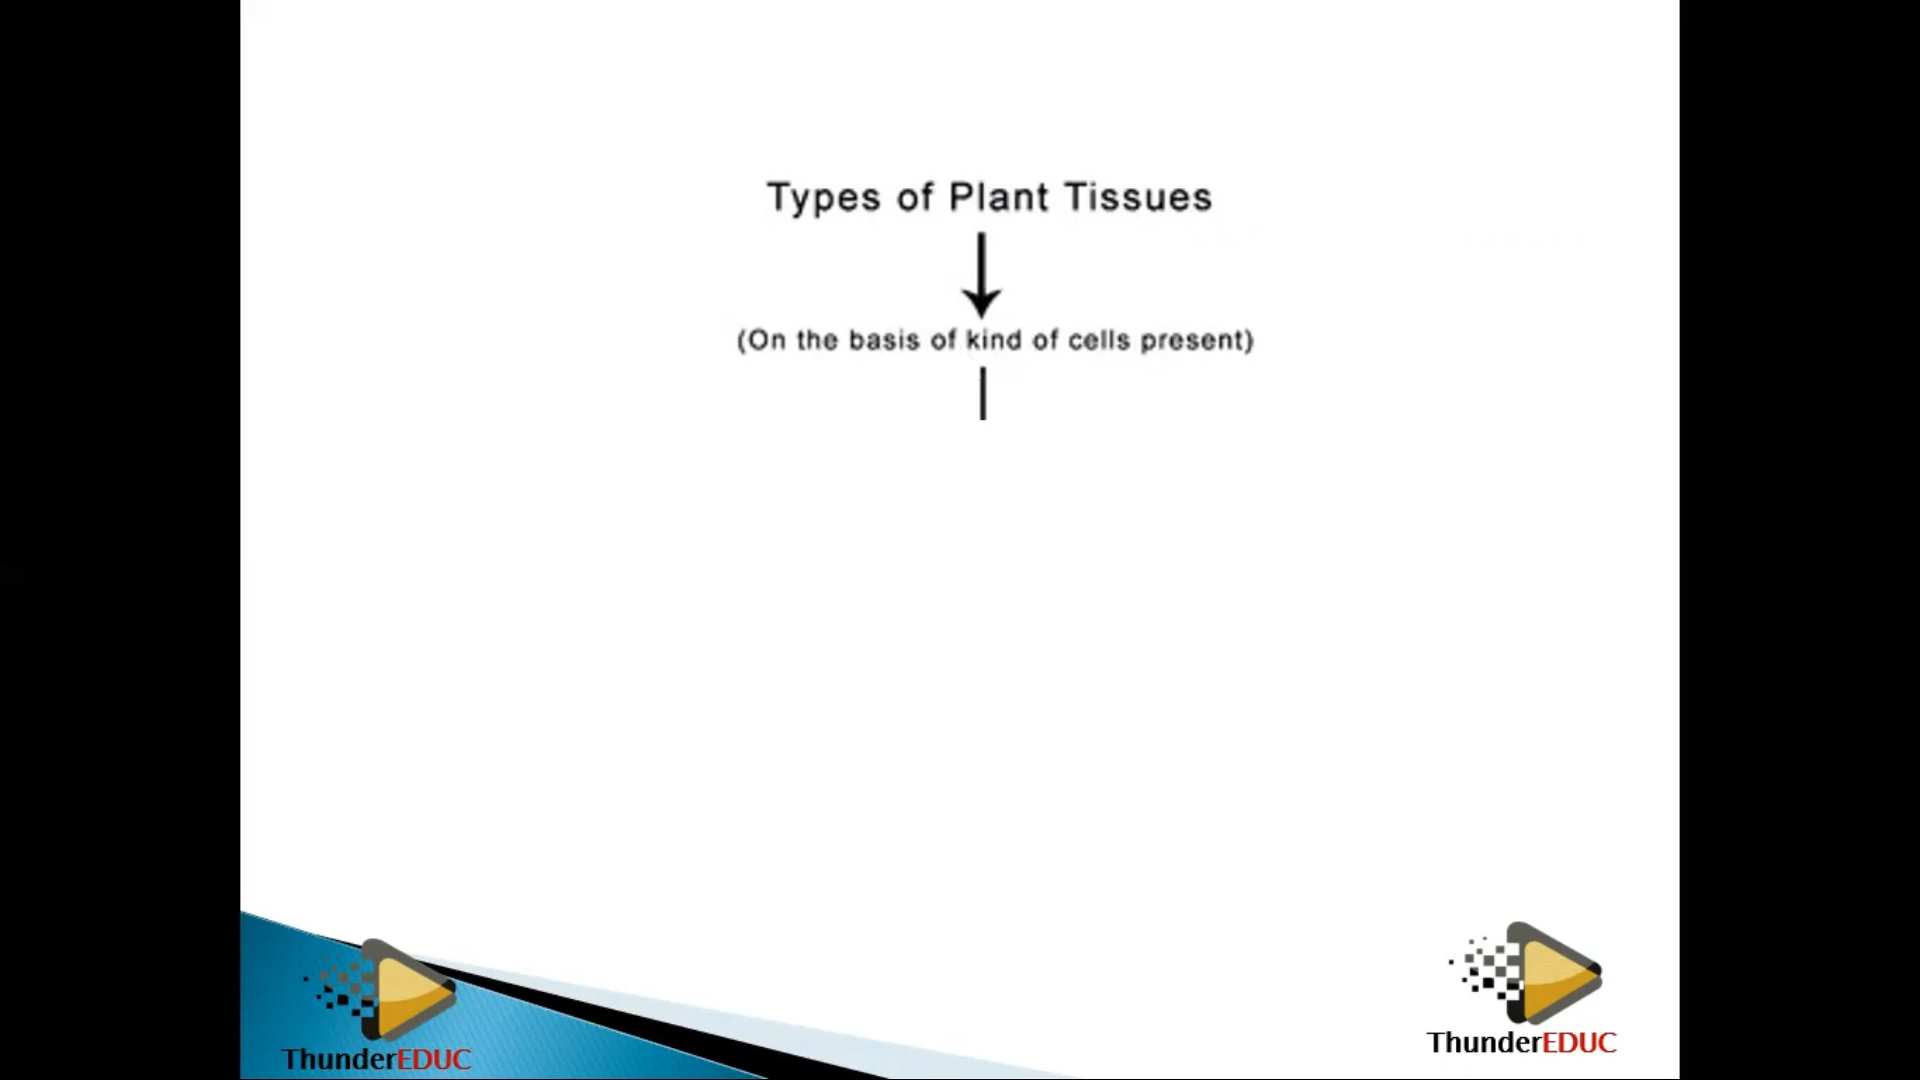 Types of Plant Tissues
(On the basis of kind of cells present)
ThunderEDUC
ThunderEDUC